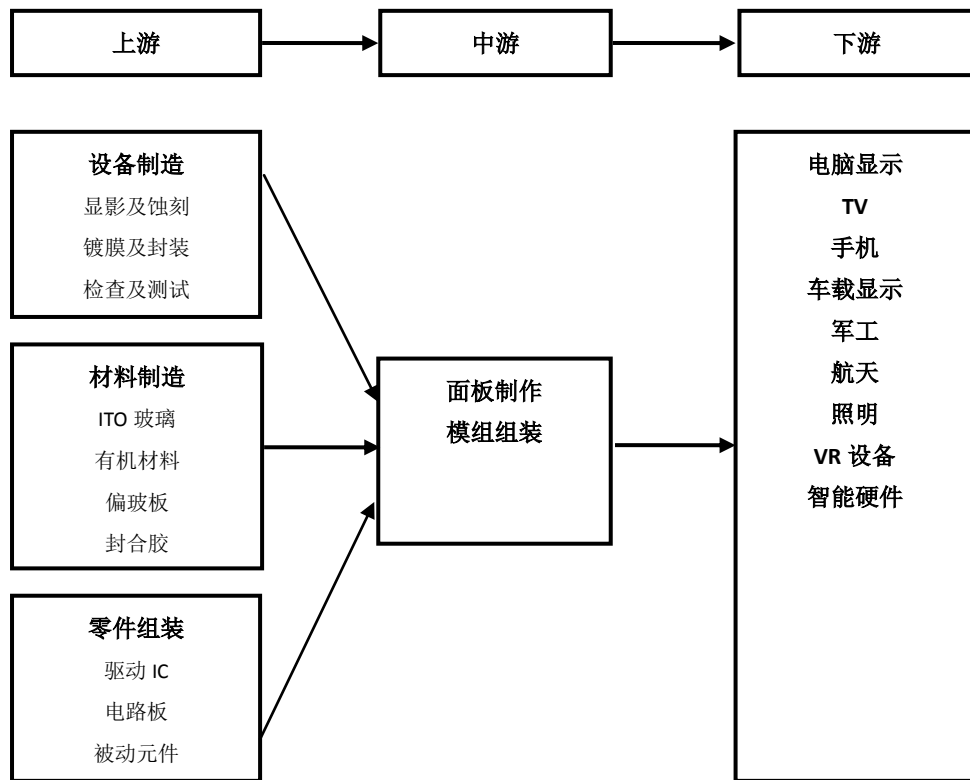 上游
中游
下游
设备制造
显影及蚀刻
镀膜及封装
检查及测试
材料制造
ITO 玻璃
有机材料
偏玻板
封合胶
零件组装
驱动 IC
电路板
被动元件
面板制作
模组组装
电脑显示
TV
手机
车载显示
军工
航天
照明
VR 设备
智能硬件